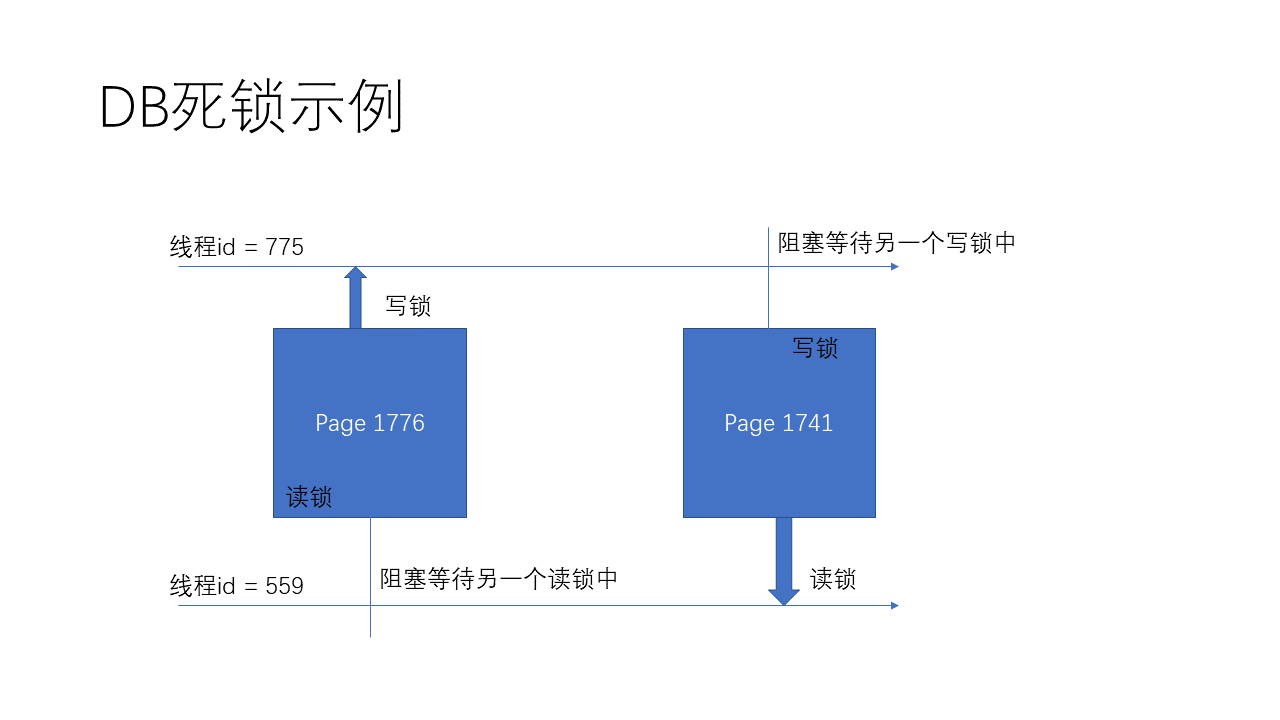 DB死锁示例
线程id = 775
阻塞等待另一个写锁中
写锁
写锁
Page 1776
Page 1741
读锁
线程id = 559
阻塞等待另一个读锁中
读锁